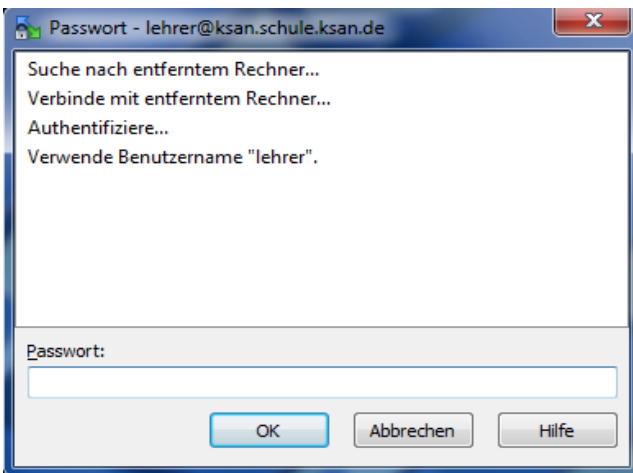 Passwort - lehrer@ksan.schule.ksan.de
Suche nach entferntem Rechner...
Verbinde mit entferntem Rechner...
Authentifiziere...
Verwende Benutzername "lehrer".
Passwort:
OK Abbrechen Hilfe